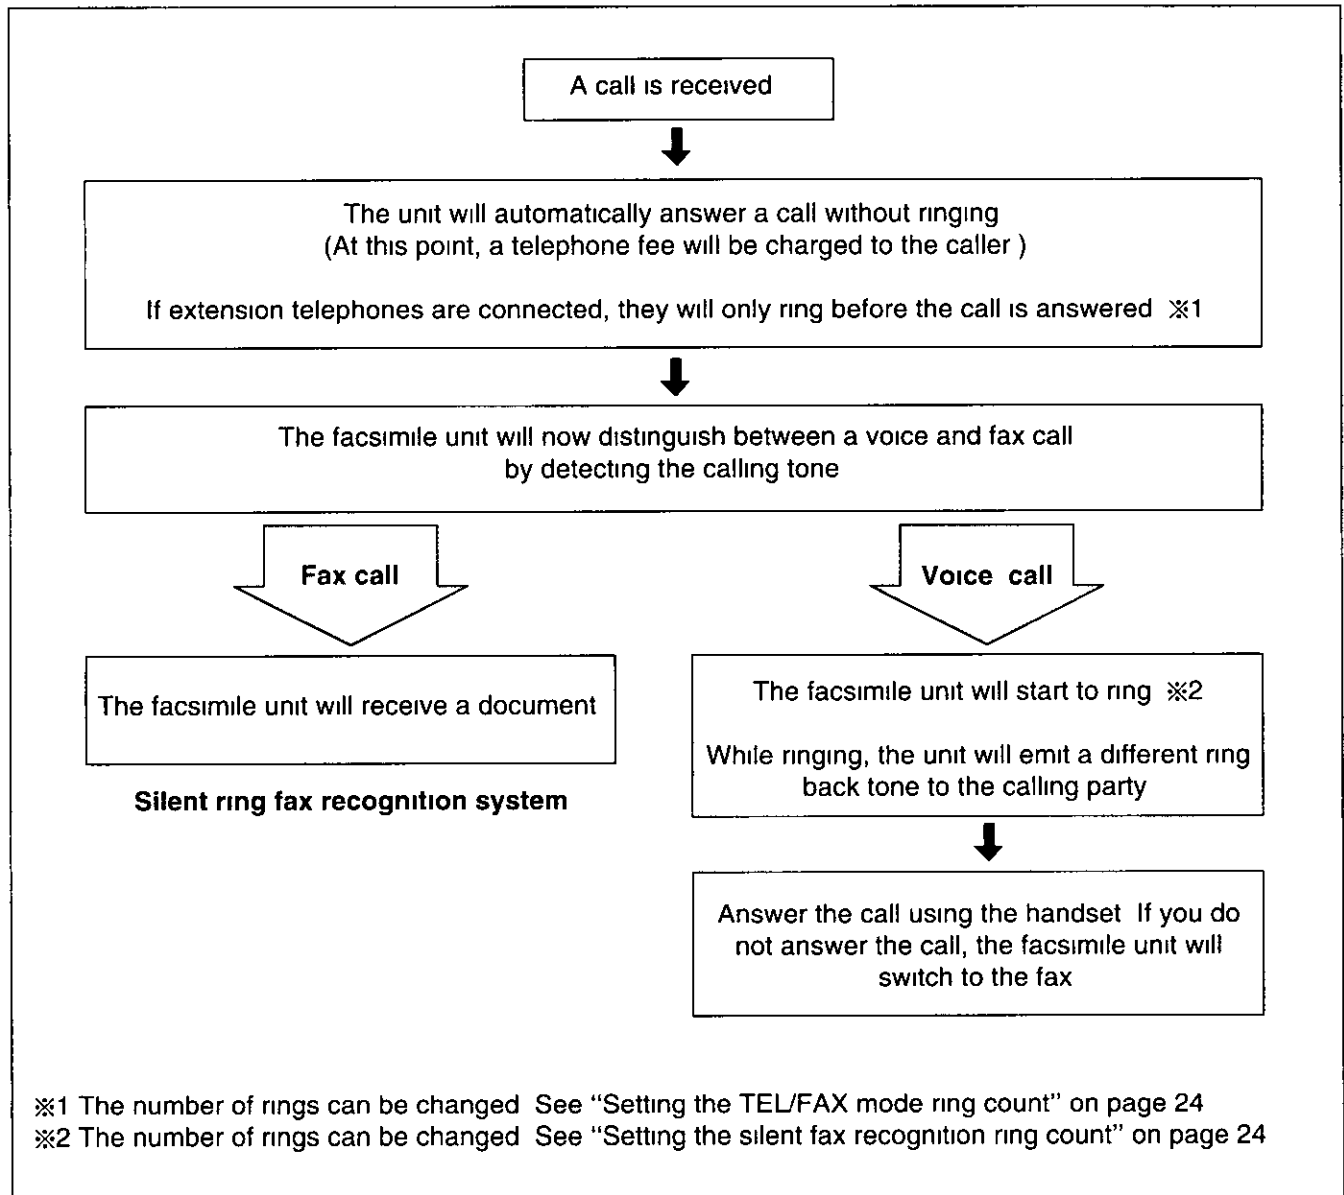 A call is received
The unit will automatically answer a call without ringing
(At this point, a telephone fee will be charged to the caller )
If extension telephones are connected, they will only ring before the call is answered ※1
The facsimile unit will now distinguish between a voice and fax call
by detecting the calling tone
Fax call
Voice call
The facsimile unit will receive a document
Silent ring fax recognition system
The facsimile unit will start to ring ※2
While ringing, the unit will emit a different ring
back tone to the calling party
Answer the call using the handset If you do
not answer the call, the facsimile unit will
switch to the fax
※1 The number of rings can be changed See “Setting the TEL/FAX mode ring count” on page 24
※2 The number of rings can be changed See “Setting the silent fax recognition ring count” on page 24